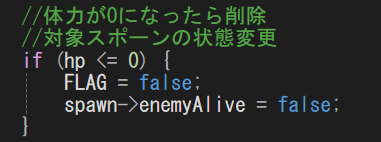 //体力が0になったら削除
//対象スポーンの状態変更
if (hp <= 0) {
FLAG = false;
spawn->enemyAlive = false;
}